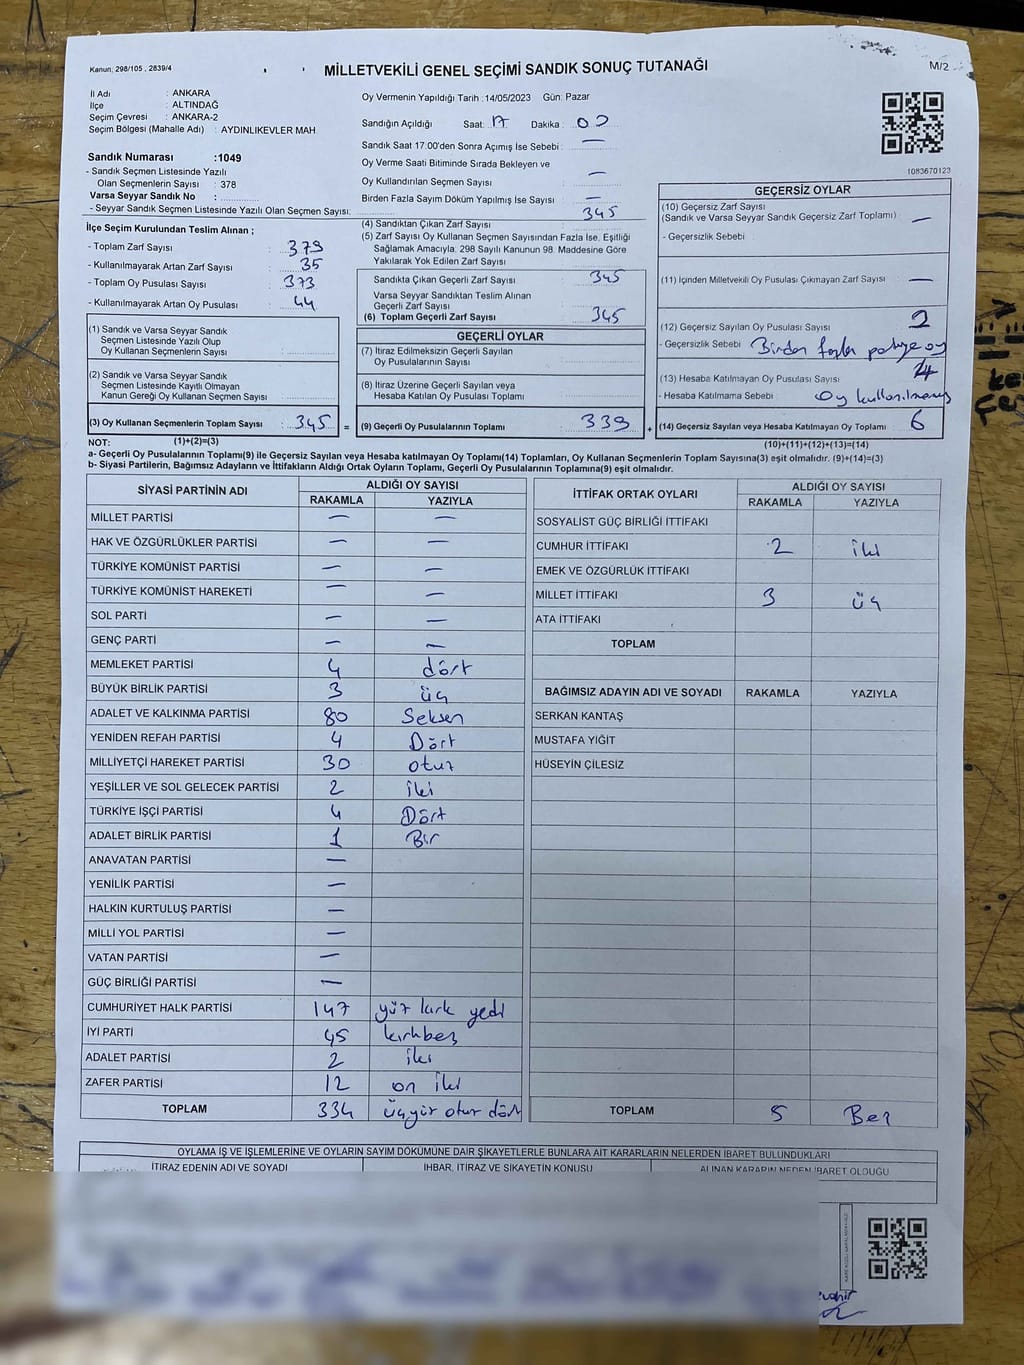 Kanun: 298/105 , 2839/4
MİLLETVEKİLİ GENEL SEÇİMİ SANDIK SONUÇ TUTANAĞI
M/2
İl Adı : ANKARA
İlçe : ALTINDAĞ
Seçim Çevresi : ANKARA-2
Seçim Bölgesi (Mahalle Adı) : AYDINLIKEVLER MAH.
Sandık Numarası :1049
- Sandık Seçmen Listesinde Yazılı
Olan Seçmenlerin Sayısı : 378
Varsa Seyyar Sandık No :
- Seyyar Sandık Seçmen Listesinde Yazılı Olan Seçmen Sayısı:
Oy Vermenin Yapıldığı Tarih :14/05/2023 Gün: Pazar
Sandığın Açıldığı Saat: 17 Dakika : 00
Sandık Saat 17:00'den Sonra Açımış İse Sebebi : —
Oy Verme Saati Bitiminde Sırada Bekleyen ve
Oy Kullandırılan Seçmen Sayısı : —
Birden Fazla Sayım Döküm Yapılmış İse Sayısı : —
1083670123
İlçe Seçim Kurulundan Teslim Alınan ;
- Toplam Zarf Sayısı : 379
- Kullanılmayarak Artan Zarf Sayısı : 35
- Toplam Oy Pusulası Sayısı : 373
- Kullanılmayarak Artan Oy Pusulası : 44
(4) Sandıktan Çıkan Zarf Sayısı : 345
(5) Zarf Sayısı Oy Kullanan Seçmen Sayısından Fazla İse, Eşitliği
Sağlamak Amacıyla; 298 Sayılı Kanunun 98. Maddesine Göre
Yakılarak Yok Edilen Zarf Sayısı :
Sandıkta Çıkan Geçerli Zarf Sayısı : 345
Varsa Seyyar Sandıktan Teslim Alınan
Geçerli Zarf Sayısı :
(6) Toplam Geçerli Zarf Sayısı : 345
GEÇERSİZ OYLAR
(10) Geçersiz Zarf Sayısı
(Sandık ve Varsa Seyyar Sandık Geçersiz Zarf Toplamı) : —
- Geçersizlik Sebebi :
(11) İçinden Milletvekili Oy Pusulası Çıkmayan Zarf Sayısı : —
(12) Geçersiz Sayılan Oy Pusulası Sayısı : 2
- Geçersizlik Sebebi : Birden fazla partiye oy
(13) Hesaba Katılmayan Oy Pusulası Sayısı : 4
- Hesaba Katılmama Sebebi : Oy kullanılmamış
(14) Geçersiz Sayılan veya Hesaba Katılmayan Oy Toplamı : 6
(1) Sandık ve Varsa Seyyar Sandık
Seçmen Listesinde Yazılı Olup
Oy Kullanan Seçmenlerin Sayısı :
(2) Sandık ve Varsa Seyyar Sandık
Seçmen Listesinde Kayıtlı Olmayan
Kanun Gereği Oy Kullanan Seçmen Sayısı :
(3) Oy Kullanan Seçmenlerin Toplam Sayısı : 345 =
GEÇERLİ OYLAR
(7) İtiraz Edilmeksizin Geçerli Sayılan
Oy Pusulalarının Sayısı :
(8) İtiraz Üzerine Geçerli Sayılan veya
Hesaba Katılan Oy Pusulaları Toplamı :
(9) Geçerli Oy Pusulalarının Toplamı : 339 +
NOT: (1)+(2)=(3)
(10)+(11)+(12)+(13)=(14)
a- Geçerli Oy Pusulalarının Toplamı(9) ile Geçersiz Sayılan veya Hesaba katılmayan Oy Toplamı(14) Toplamları, Oy Kullanan Seçmenlerin Toplam Sayısına(3) eşit olmalıdır. (9)+(14)=(3)
b- Siyasi Partilerin, Bağımsız Adayların ve İttifakların Aldığı Ortak Oyların Toplamı, Geçerli Oy Pusulalarının Toplamına(9) eşit olmalıdır.
SİYASİ PARTİNİN ADI ALDIĞI OY SAYISI
RAKAMLA YAZIYLA
MİLLET PARTİSİ — —
HAK VE ÖZGÜRLÜKLER PARTİSİ — —
TÜRKİYE KOMÜNİST PARTİSİ — —
TÜRKİYE KOMÜNİST HAREKETİ — —
SOL PARTİ — —
GENÇ PARTİ — —
MEMLEKET PARTİSİ 4 dört
BÜYÜK BİRLİK PARTİSİ 3 üç
ADALET VE KALKINMA PARTİSİ 80 Seksen
YENİDEN REFAH PARTİSİ 4 Dört
MİLLİYETÇİ HAREKET PARTİSİ 30 otuz
YEŞİLLER VE SOL GELECEK PARTİSİ 2 iki
TÜRKİYE İŞÇİ PARTİSİ 4 Dört
ADALET BİRLİK PARTİSİ 1 Bir
ANAVATAN PARTİSİ —
YENİLİK PARTİSİ —
HALKIN KURTULUŞ PARTİSİ —
MİLLİ YOL PARTİSİ —
VATAN PARTİSİ —
GÜÇ BİRLİĞİ PARTİSİ —
CUMHURİYET HALK PARTİSİ 147 yüz kırk yedi
İYİ PARTİ 45 kırkbeş
ADALET PARTİSİ 2 iki
ZAFER PARTİSİ 12 on iki
TOPLAM 334 üçyüz otuz dört
İTTİFAK ORTAK OYLARI ALDIĞI OY SAYISI
RAKAMLA YAZIYLA
SOSYALIST GÜÇ BİRLİĞİ İTTİFAKI
CUMHUR İTTİFAKI 2 iki
EMEK VE ÖZGÜRLÜK İTTİFAKI
MİLLET İTTİFAKI 3 üç
ATA İTTİFAKI
TOPLAM
BAĞIMSIZ ADAYIN ADI VE SOYADI RAKAMLA YAZIYLA
SERKAN KANTAŞ
MUSTAFA YİĞİT
HÜSEYİN ÇİLESİZ
TOPLAM 5 Beş
OYLAMA İŞ VE İŞLEMLERİNE VE OYLARIN SAYIM DÖKÜMÜNE DAİR ŞİKAYETLERLE BUNLARA AİT KARARLARIN NELERDEN İBARET BULUNDUKLARI
İTİRAZ EDENİN ADI VE SOYADI İHBAR, İTİRAZ VE ŞİKAYETİN KONUSU ALINAN KARARIN NEDEN İBARET OLDUĞU